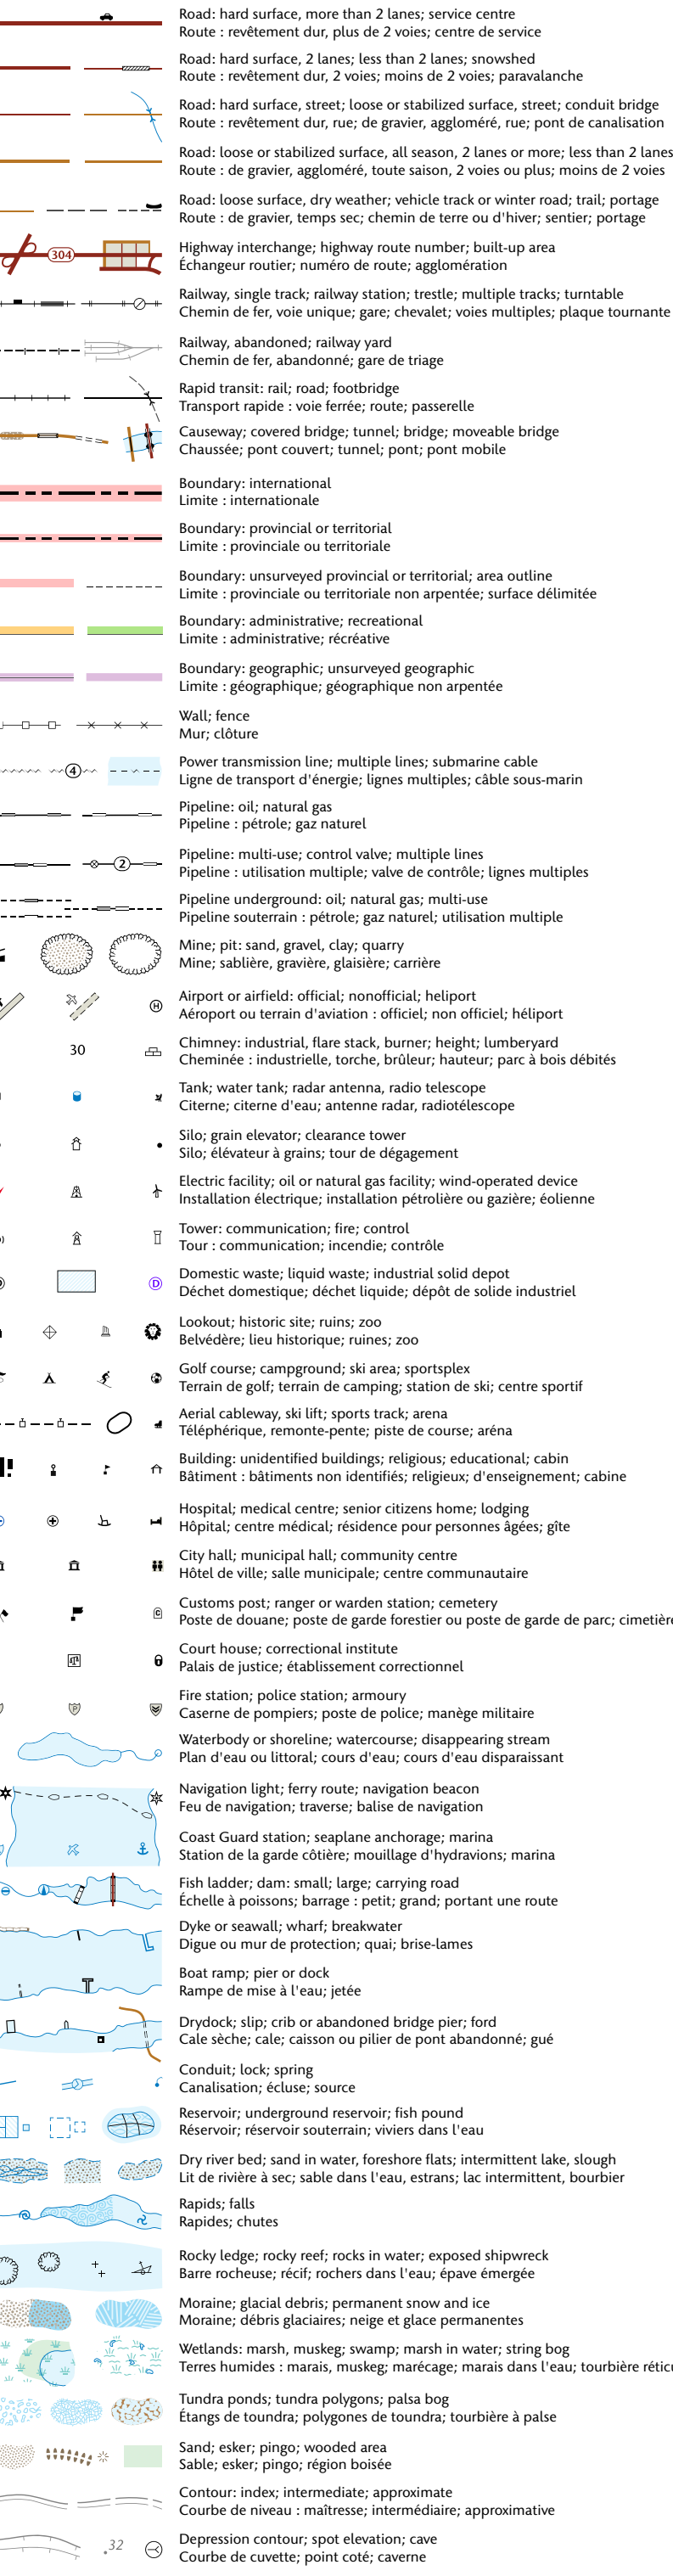 Road: hard surface, more than 2 lanes; service centre
Route : revêtement dur, plus de 2 voies; centre de service
Road: hard surface, 2 lanes; less than 2 lanes; snowshed
Route : revêtement dur, 2 voies; moins de 2 voies; paravalanche
Road: hard surface, street; loose or stabilized surface, street; conduit bridge
Route : revêtement dur, rue; de gravier, aggloméré, rue; pont de canalisation
Road: loose or stabilized surface, all season, 2 lanes or more; less than 2 lanes
Route : de gravier, aggloméré, toute saison, 2 voies ou plus; moins de 2 voies
Road: loose surface, dry weather; vehicle track or winter road; trail; portage
Route : de gravier, temps sec; chemin de terre ou d'hiver; sentier; portage
304
Highway interchange; highway route number; built-up area
Échangeur routier; numéro de route; agglomération
Railway, single track; railway station; trestle; multiple tracks; turntable
Chemin de fer, voie unique; gare; chevalet; voies multiples; plaque tournante
Railway, abandoned; railway yard
Chemin de fer, abandonné; gare de triage
Rapid transit: rail; road; footbridge
Transport rapide : voie ferrée; route; passerelle
Causeway; covered bridge; tunnel; bridge; moveable bridge
Chaussée; pont couvert; tunnel; pont; pont mobile
Boundary: international
Limite : internationale
Boundary: provincial or territorial
Limite : provinciale ou territoriale
Boundary: unsurveyed provincial or territorial; area outline
Limite : provinciale ou territoriale non arpentée; surface délimitée
Boundary: administrative; recreational
Limite : administrative; récréative
Boundary: geographic; unsurveyed geographic
Limite : géographique; géographique non arpentée
Wall; fence
Mur; clôture
4
Power transmission line; multiple lines; submarine cable
Ligne de transport d'énergie; lignes multiples; câble sous-marin
Pipeline: oil; natural gas
Pipeline : pétrole; gaz naturel
2
Pipeline: multi-use; control valve; multiple lines
Pipeline : utilisation multiple; valve de contrôle; lignes multiples
Pipeline underground: oil; natural gas; multi-use
Pipeline souterrain : pétrole; gaz naturel; utilisation multiple
Mine; pit: sand, gravel, clay; quarry
Mine; sablière, gravière, glaisière; carrière
H
Airport or airfield: official; nonofficial; heliport
Aéroport ou terrain d'aviation : officiel; non officiel; héliport
30
Chimney: industrial, flare stack, burner; height; lumberyard
Cheminée : industrielle, torche, brûleur; hauteur; parc à bois débités
Tank; water tank; radar antenna, radio telescope
Citerne; citerne d'eau; antenne radar, radiotélescope
Silo; grain elevator; clearance tower
Silo; élévateur à grains; tour de dégagement
Electric facility; oil or natural gas facility; wind-operated device
Installation électrique; installation pétrolière ou gazière; éolienne
Tower: communication; fire; control
Tour : communication; incendie; contrôle
D
Domestic waste; liquid waste; industrial solid depot
Déchet domestique; déchet liquide; dépôt de solide industriel
Lookout; historic site; ruins; zoo
Belvédère; lieu historique; ruines; zoo
Golf course; campground; ski area; sportsplex
Terrain de golf; terrain de camping; station de ski; centre sportif
Aerial cableway, ski lift; sports track; arena
Téléphérique, remonte-pente; piste de course; aréna
Building: unidentified buildings; religious; educational; cabin
Bâtiment : bâtiments non identifiés; religieux; d'enseignement; cabine
Hospital; medical centre; senior citizens home; lodging
Hôpital; centre médical; résidence pour personnes âgées; gîte
City hall; municipal hall; community centre
Hôtel de ville; salle municipale; centre communautaire
C
Customs post; ranger or warden station; cemetery
Poste de douane; poste de garde forestier ou poste de garde de parc; cimetière
Court house; correctional institute
Palais de justice; établissement correctionnel
P
Fire station; police station; armoury
Caserne de pompiers; poste de police; manège militaire
Waterbody or shoreline; watercourse; disappearing stream
Plan d'eau ou littoral; cours d'eau; cours d'eau disparaissant
Navigation light; ferry route; navigation beacon
Feu de navigation; traverse; balise de navigation
Coast Guard station; seaplane anchorage; marina
Station de la garde côtière; mouillage d'hydravions; marina
Fish ladder; dam: small; large; carrying road
Échelle à poissons; barrage : petit; grand; portant une route
Dyke or seawall; wharf; breakwater
Digue ou mur de protection; quai; brise-lames
Boat ramp; pier or dock
Rampe de mise à l'eau; jetée
Drydock; slip; crib or abandoned bridge pier; ford
Cale sèche; cale; caisson ou pilier de pont abandonné; gué
Conduit; lock; spring
Canalisation; écluse; source
Reservoir; underground reservoir; fish pound
Réservoir; réservoir souterrain; viviers dans l'eau
Dry river bed; sand in water, foreshore flats; intermittent lake, slough
Lit de rivière à sec; sable dans l'eau, estrans; lac intermittent, bourbier
Rapids; falls
Rapides; chutes
Rocky ledge; rocky reef; rocks in water; exposed shipwreck
Barre rocheuse; récif; rochers dans l'eau; épave émergée
Moraine; glacial debris; permanent snow and ice
Moraine; débris glaciaires; neige et glace permanentes
Wetlands: marsh, muskeg; swamp; marsh in water; string bog
Terres humides : marais, muskeg; marécage; marais dans l'eau; tourbière réticu
Tundra ponds; tundra polygons; palsa bog
Étangs de toundra; polygones de toundra; tourbière à palse
Sand; esker; pingo; wooded area
Sable; esker; pingo; région boisée
Contour: index; intermediate; approximate
Courbe de niveau : maîtresse; intermédiaire; approximative
.32
Depression contour; spot elevation; cave
Courbe de cuvette; point coté; caverne